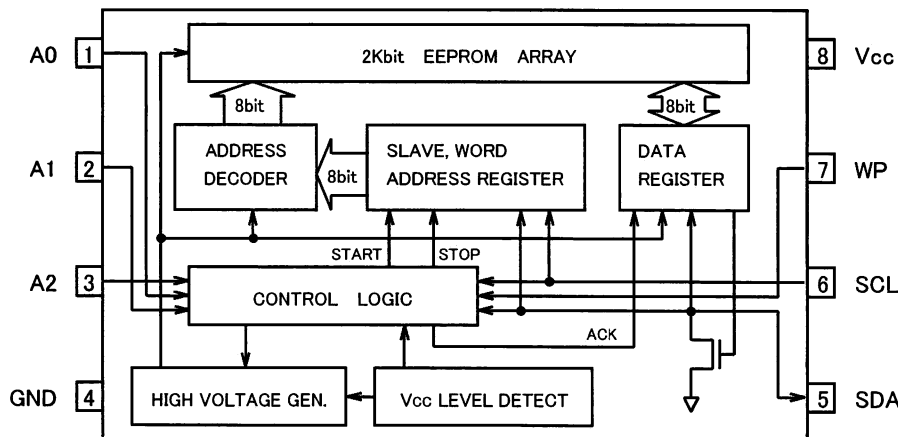 A0 1
2Kbit EEPROM ARRAY
8 Vcc
8bit
8bit
A1 2
ADDRESS
DECODER
8bit
SLAVE, WORD
ADDRESS REGISTER
DATA
REGISTER
7 WP
START
STOP
A2 3
CONTROL LOGIC
6 SCL
ACK
GND 4
HIGH VOLTAGE GEN.
Vcc LEVEL DETECT
5 SDA